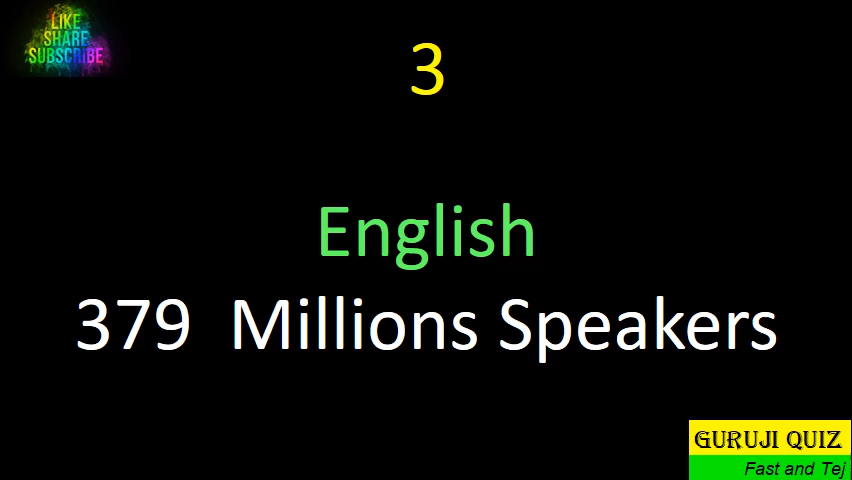 LIKE
SHARE
SUBSCRIBE
3
English
379 Millions Speakers
GURUJI QUIZ
Fast and Tej